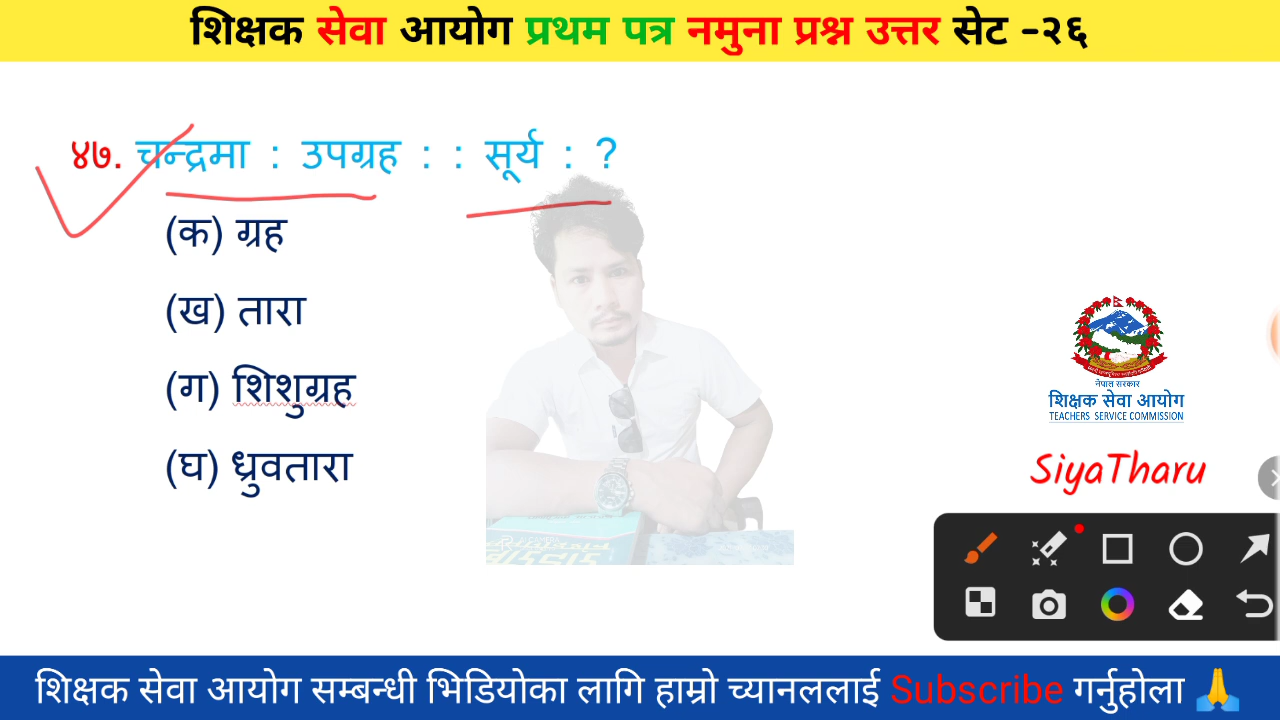 शिक्षक सेवा आयोग प्रथम पत्र नमुना प्रश्न उत्तर सेट -२६
४७. चन्द्रमा : उपग्रह : : सूर्य : ?
(क) ग्रह
(ख) तारा
(ग) शिशुग्रह
(घ) ध्रुवतारा
नेपाल सरकार
शिक्षक सेवा आयोग
TEACHERS SERVICE COMMISSION
SiyaTharu
शिक्षक सेवा आयोग सम्बन्धी भिडियोका लागि हाम्रो च्यानललाई Subscribe गर्नुहोला 🙏